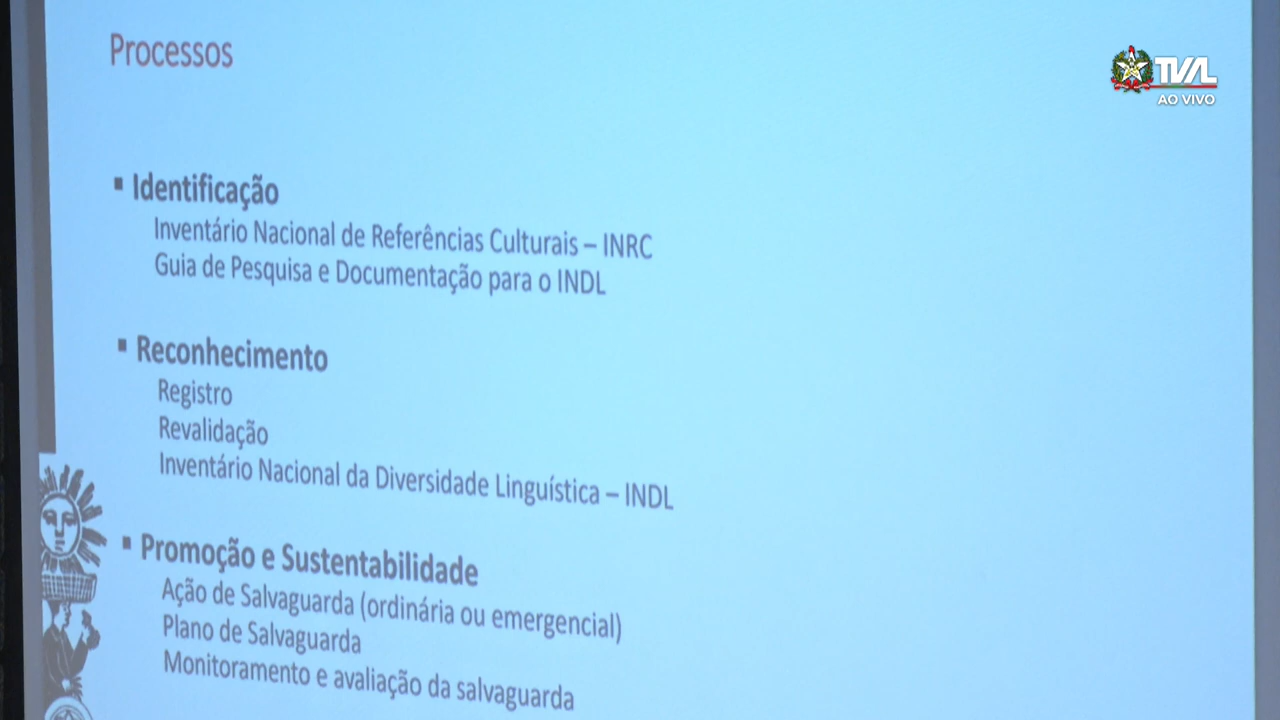 Processos
TVAL
AO VIVO
▪ Identificação
Inventário Nacional de Referências Culturais – INRC
Guia de Pesquisa e Documentação para o INDL
▪ Reconhecimento
Registro
Revalidação
Inventário Nacional da Diversidade Linguística – INDL
▪ Promoção e Sustentabilidade
Ação de Salvaguarda (ordinária ou emergencial)
Plano de Salvaguarda
Monitoramento e avaliação da salvaguarda